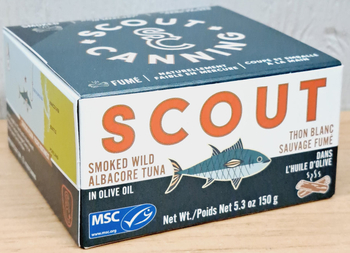 SCOUT
CANNING
FUMÉ
NATURELLEMENT
FAIBLE EN MERCURE
COUPÉ ET EMBALLÉ
À LA MAIN
SCOUT
SMOKED WILD
ALBACORE TUNA
IN OLIVE OIL
THON BLANC
SAUVAGE FUMÉ
DANS
L'HUILE D'OLIVE
MSC
www.msc.org
Net Wt./Poids Net 5.3 oz 150 g